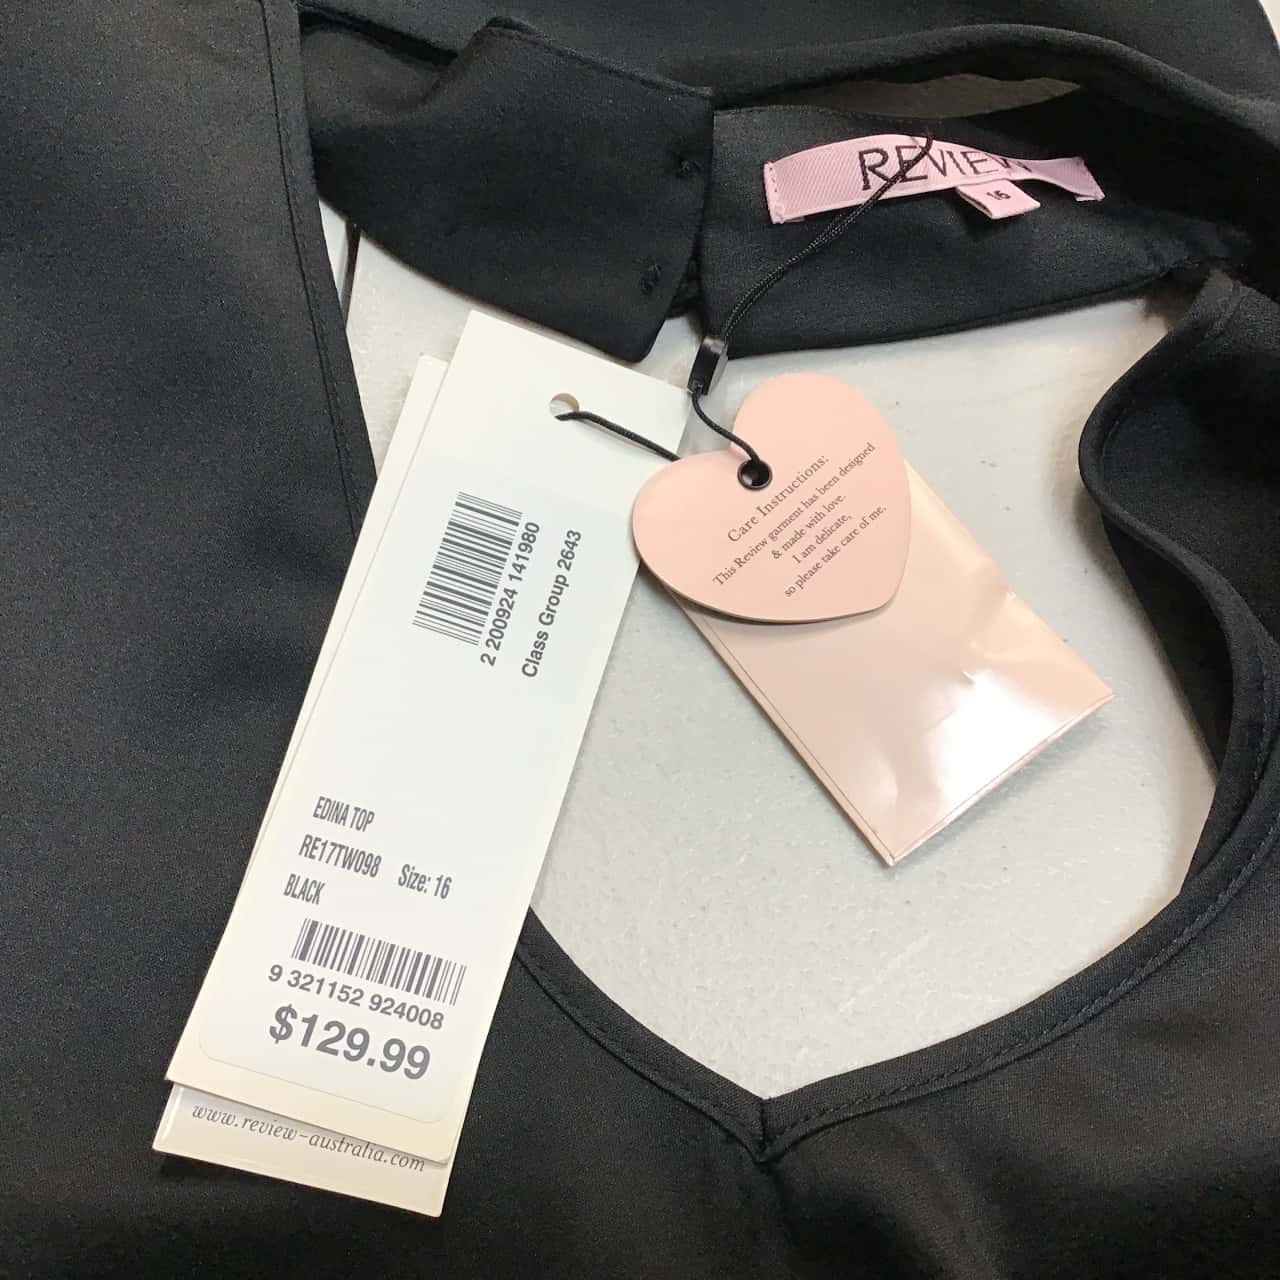 REVIEW
16
Care Instructions:
This Review garment has been designed
& made with love.
I am delicate,
so please take care of me.
2 200924 141980
Class Group 2643
EDINA TOP
RE17TW098 Size: 16
BLACK
9 321152 924008
$129.99
www.review-australia.com